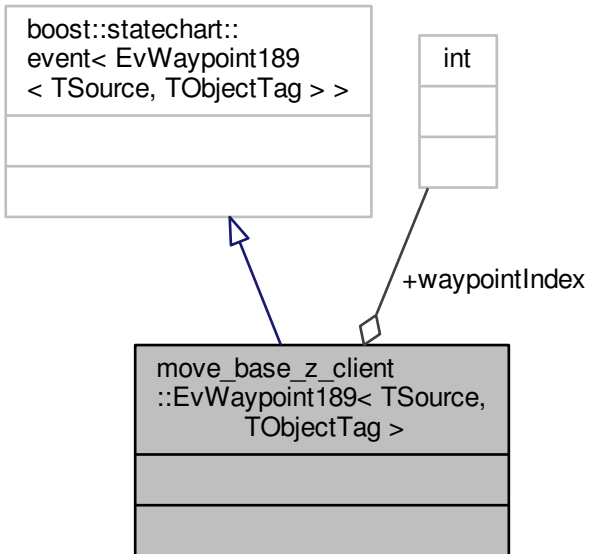 boost::statechart::
event< EvWaypoint189
< TSource, TObjectTag > >
int
+waypointIndex
move_base_z_client
::EvWaypoint189< TSource,
TObjectTag >